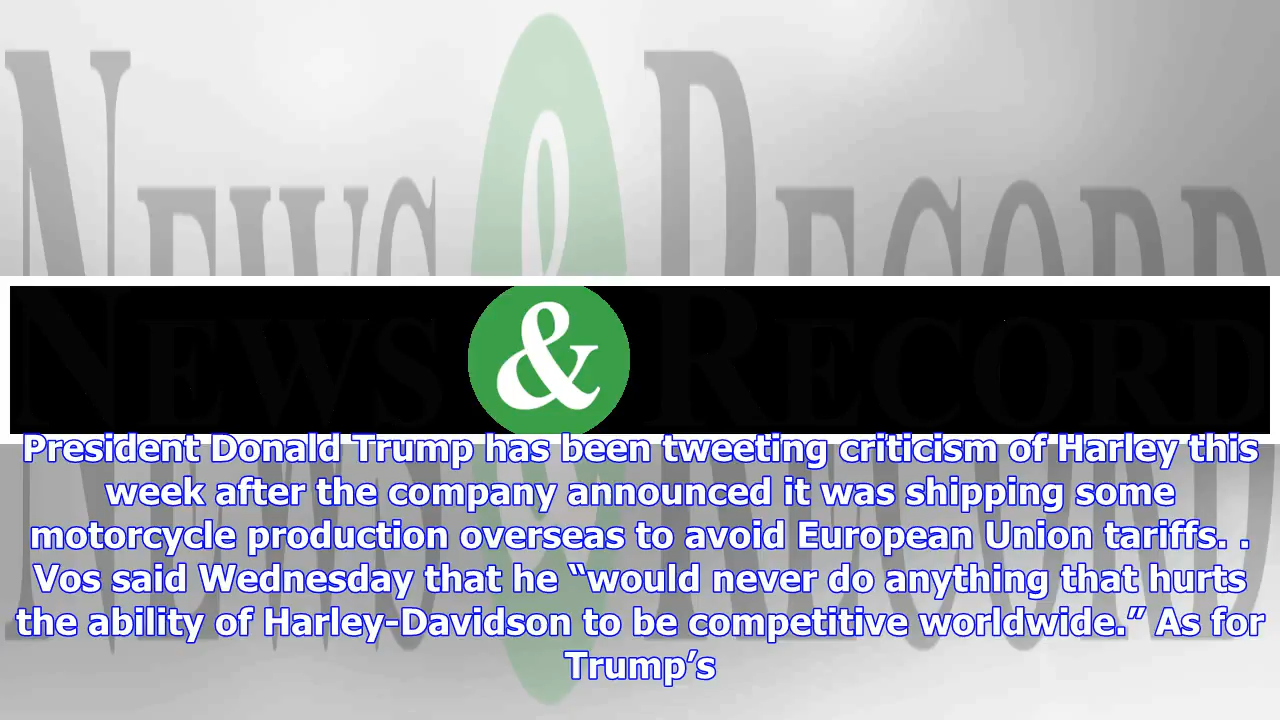 NEWS & RECORD
NEWS & RECORD
President Donald Trump has been tweeting criticism of Harley this
week after the company announced it was shipping some
motorcycle production overseas to avoid European Union tariffs. .
Vos said Wednesday that he “would never do anything that hurts
the ability of Harley-Davidson to be competitive worldwide.” As for
Trump’s